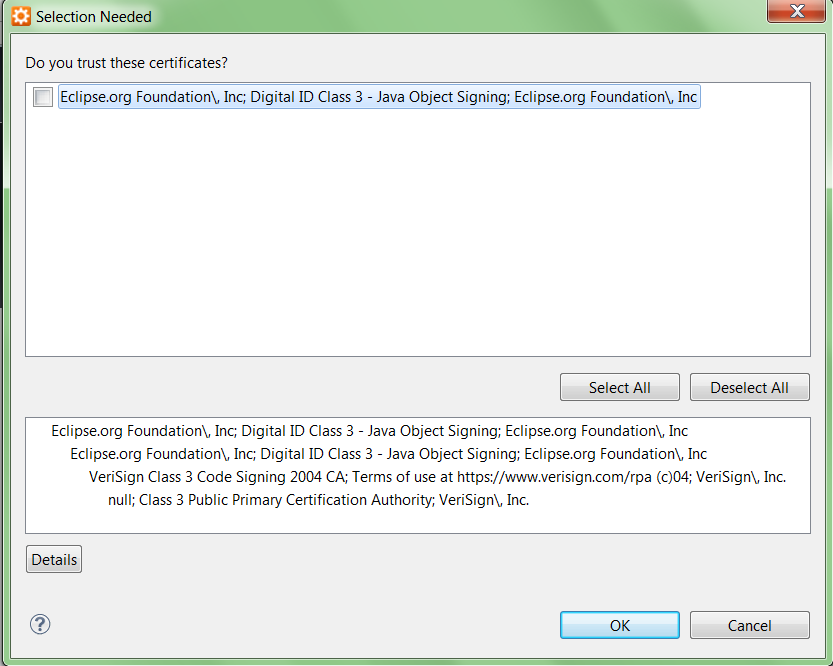 Selection Needed
Do you trust these certificates?
Eclipse.org Foundation\, Inc; Digital ID Class 3 - Java Object Signing; Eclipse.org Foundation\, Inc
Select All
Deselect All
Eclipse.org Foundation\, Inc; Digital ID Class 3 - Java Object Signing; Eclipse.org Foundation\, Inc
Eclipse.org Foundation\, Inc; Digital ID Class 3 - Java Object Signing; Eclipse.org Foundation\, Inc
VeriSign Class 3 Code Signing 2004 CA; Terms of use at https://www.verisign.com/rpa (c)04; VeriSign\, Inc.
null; Class 3 Public Primary Certification Authority; VeriSign\, Inc.
Details
?
OK
Cancel